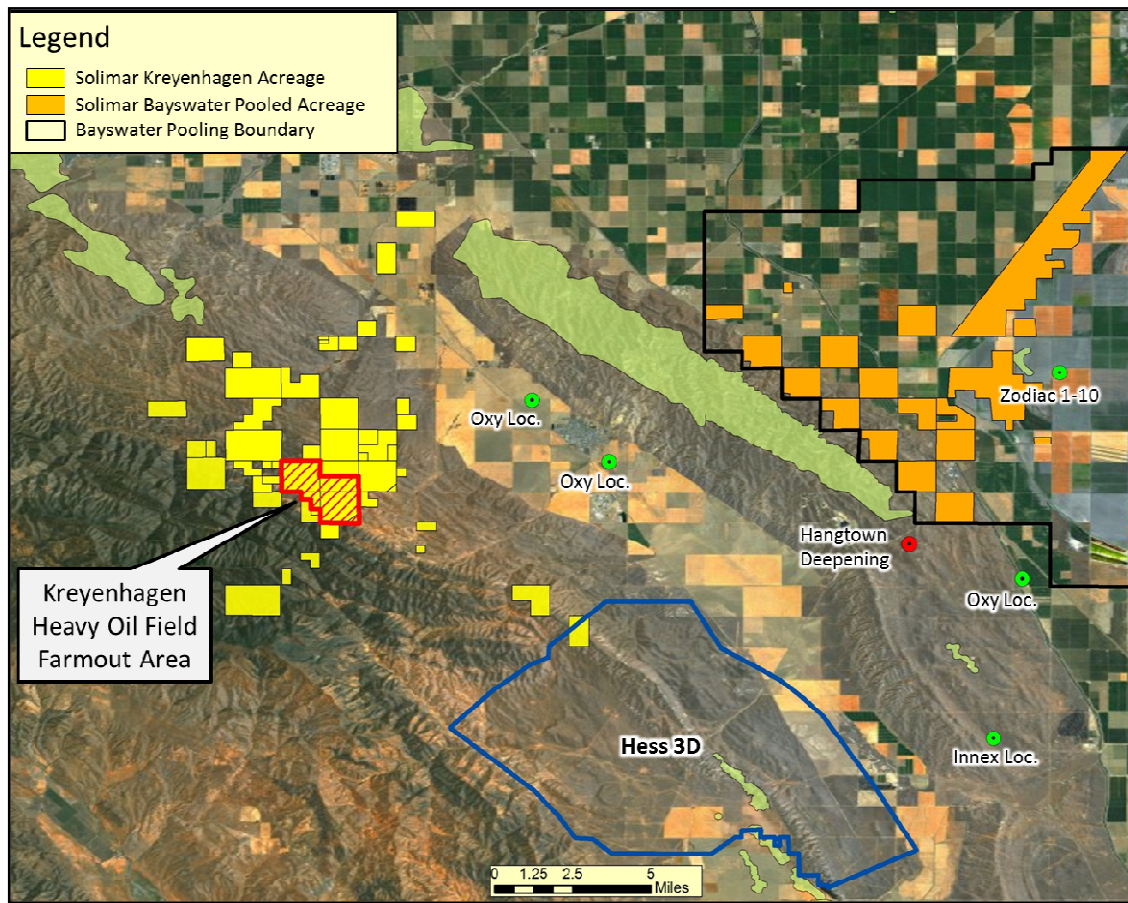 Legend
Solimar Kreyenhagen Acreage
Solimar Bayswater Pooled Acreage
Bayswater Pooling Boundary
Zodiac 1-10
Oxy Loc.
Oxy Loc.
Hangtown
Deepening
Oxy Loc.
Kreyenhagen
Heavy Oil Field
Farmout Area
Hess 3D
Innex Loc.
0 1.25 2.5 5
Miles